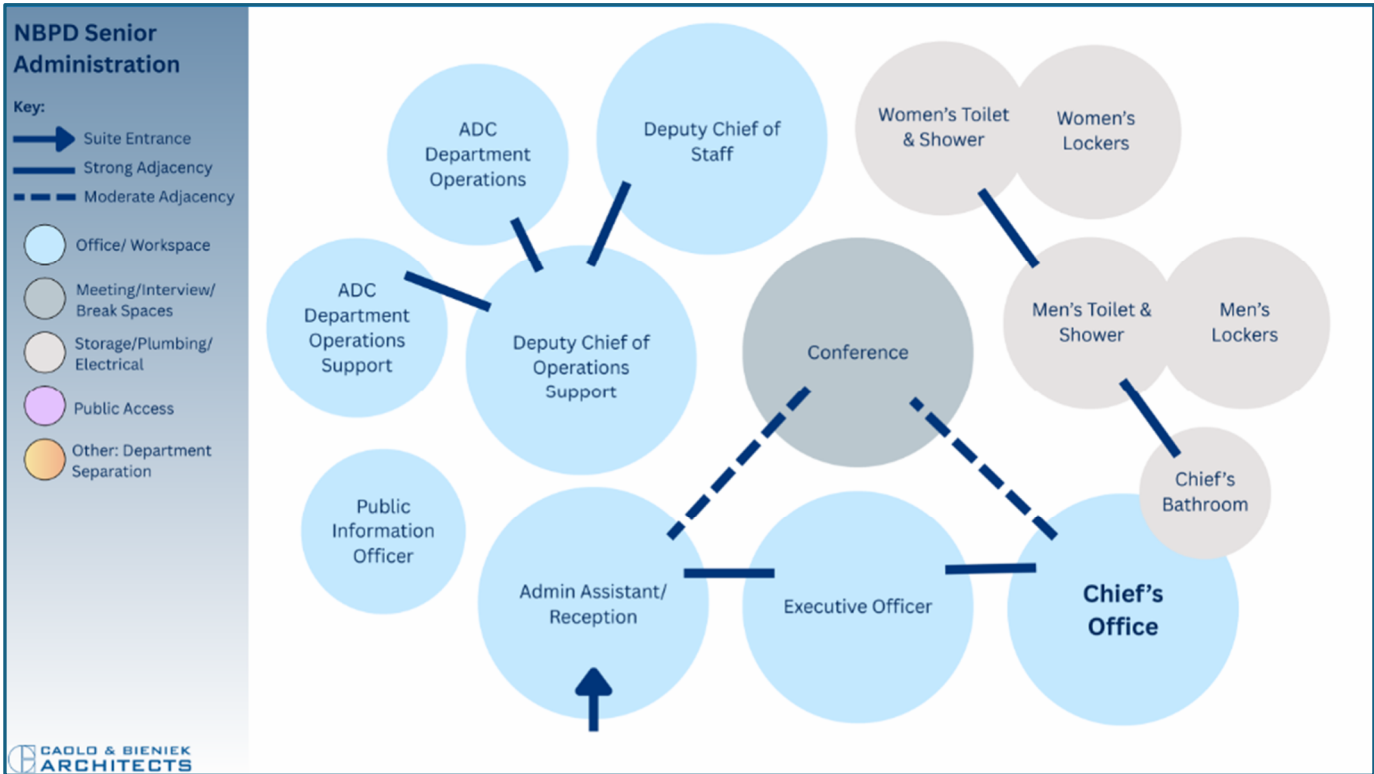 NBPD Senior
Administration
Key:
Suite Entrance
Strong Adjacency
Moderate Adjacency
Office/ Workspace
Meeting/Interview/
Break Spaces
Storage/Plumbing/
Electrical
Public Access
Other: Department
Separation
CAOLO & BIENIEK
ARCHITECTS
ADC
Department
Operations
Deputy Chief of
Staff
Women's Toilet
& Shower
Women's
Lockers
ADC
Department
Operations
Support
Deputy Chief of
Operations
Support
Conference
Men's Toilet &
Shower
Men's
Lockers
Public
Information
Officer
Chief's
Bathroom
Admin Assistant/
Reception
Executive Officer
Chief's
Office